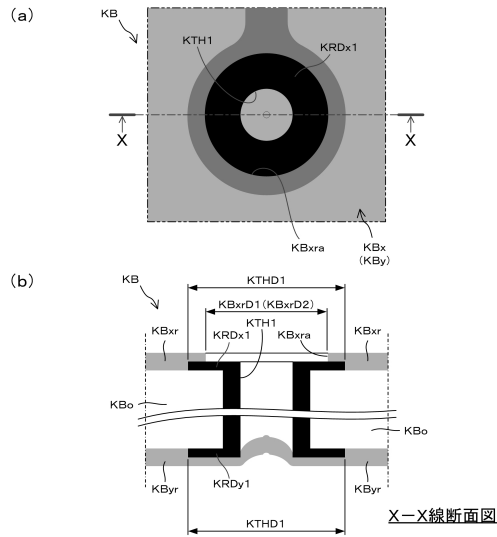 (a)
KB
KTH1
KRDx1
X
X
KBxra
KBx
(KBy)
(b)
KB
KTHD1
KBxrD1(KBxrD2)
KTH1
KBxr
KRDx1
KBxra
KBxr
KBo
KBo
KByr
KRDy1
KByr
KTHD1
X－X線断面図